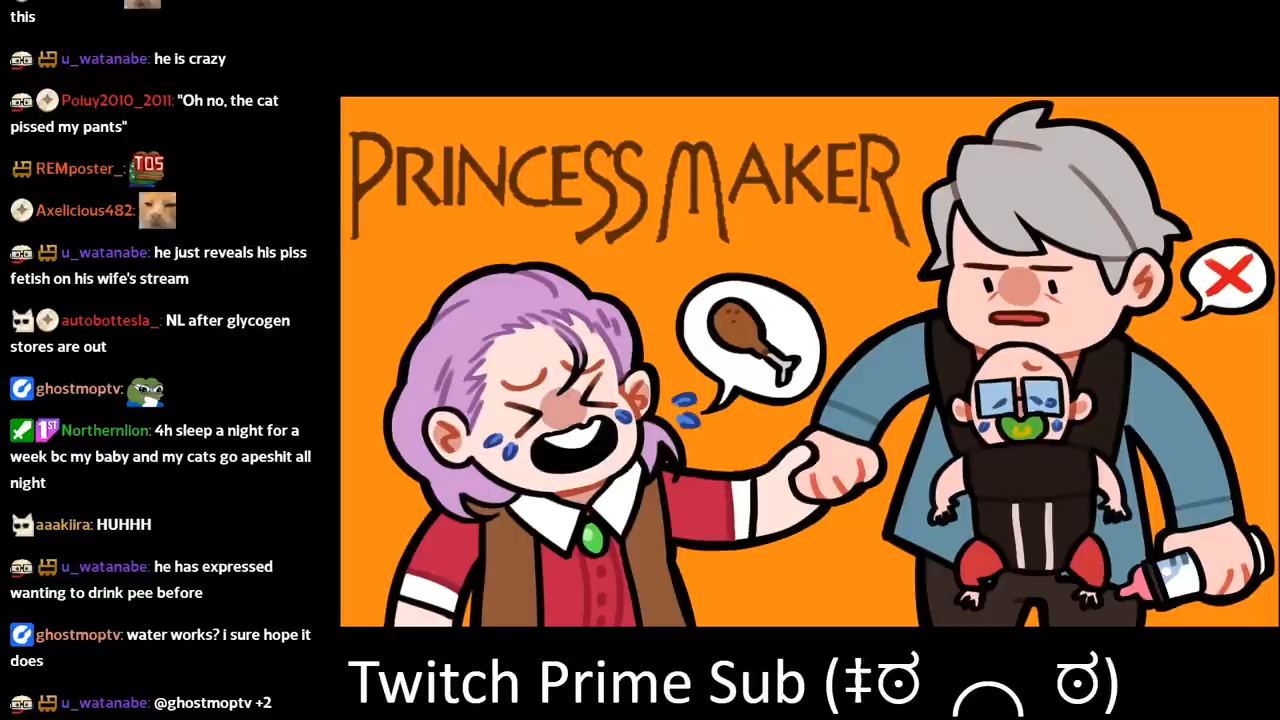 this
u_watanabe: he is crazy
Poiuy2010_2011: "Oh no, the cat
pissed my pants"
REMposter_: TOS
Axelicious482:
u_watanabe: he just reveals his piss
fetish on his wife's stream
autobottesla_: NL after glycogen
stores are out
ghostmoptv:
1ST Northernlion: 4h sleep a night for a
week bc my baby and my cats go apeshit all
night
aaakiira: HUHHH
u_watanabe: he has expressed
wanting to drink pee before
ghostmoptv: water works? i sure hope it
does
u_watanabe: @ghostmoptv +2
PRINCESS MAKER
Twitch Prime Sub (‡ಠ ╭╮ ಠ)